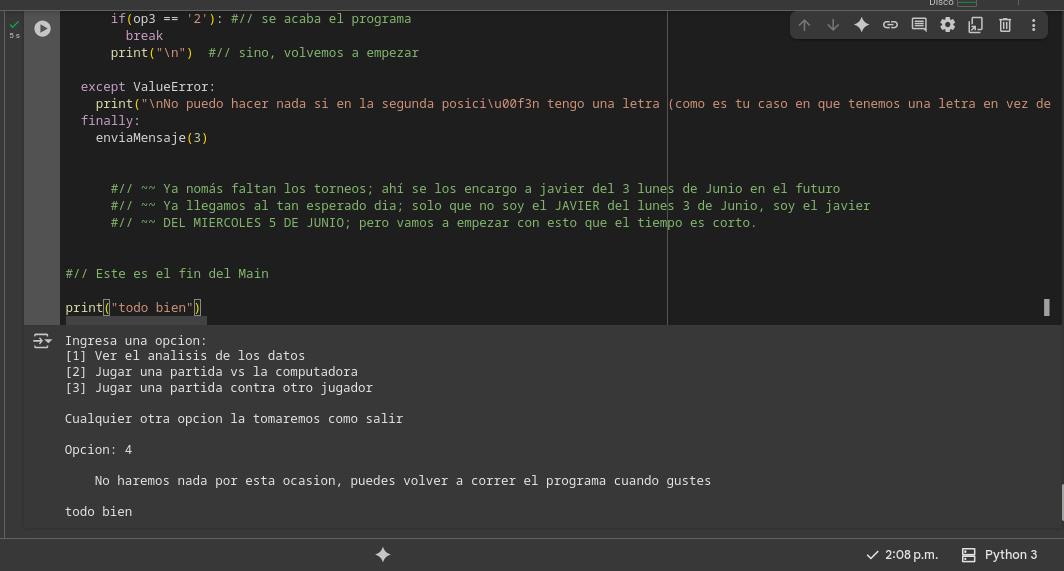 Disco
if(op3 == '2'): #// se acaba el programa
5 s
break
print("\n")  #// sino, volvemos a empezar
except ValueError:
print("\nNo puedo hacer nada si en la segunda posici\u00f3n tengo una letra (como es tu caso en que tenemos una letra en vez de
finally:
enviaMensaje(3)
#// ~~ Ya nomás faltan los torneos; ahí se los encargo a javier del 3 lunes de Junio en el futuro
#// ~~ Ya llegamos al tan esperado dia; solo que no soy el JAVIER del lunes 3 de Junio, soy el javier
#// ~~ DEL MIERCOLES 5 DE JUNIO; pero vamos a empezar con esto que el tiempo es corto.
#// Este es el fin del Main
print("todo bien")
Ingresa una opcion:
[1] Ver el analisis de los datos
[2] Jugar una partida vs la computadora
[3] Jugar una partida contra otro jugador
Cualquier otra opcion la tomaremos como salir
Opcion: 4
No haremos nada por esta ocasion, puedes volver a correr el programa cuando gustes
todo bien
2:08 p.m. Python 3